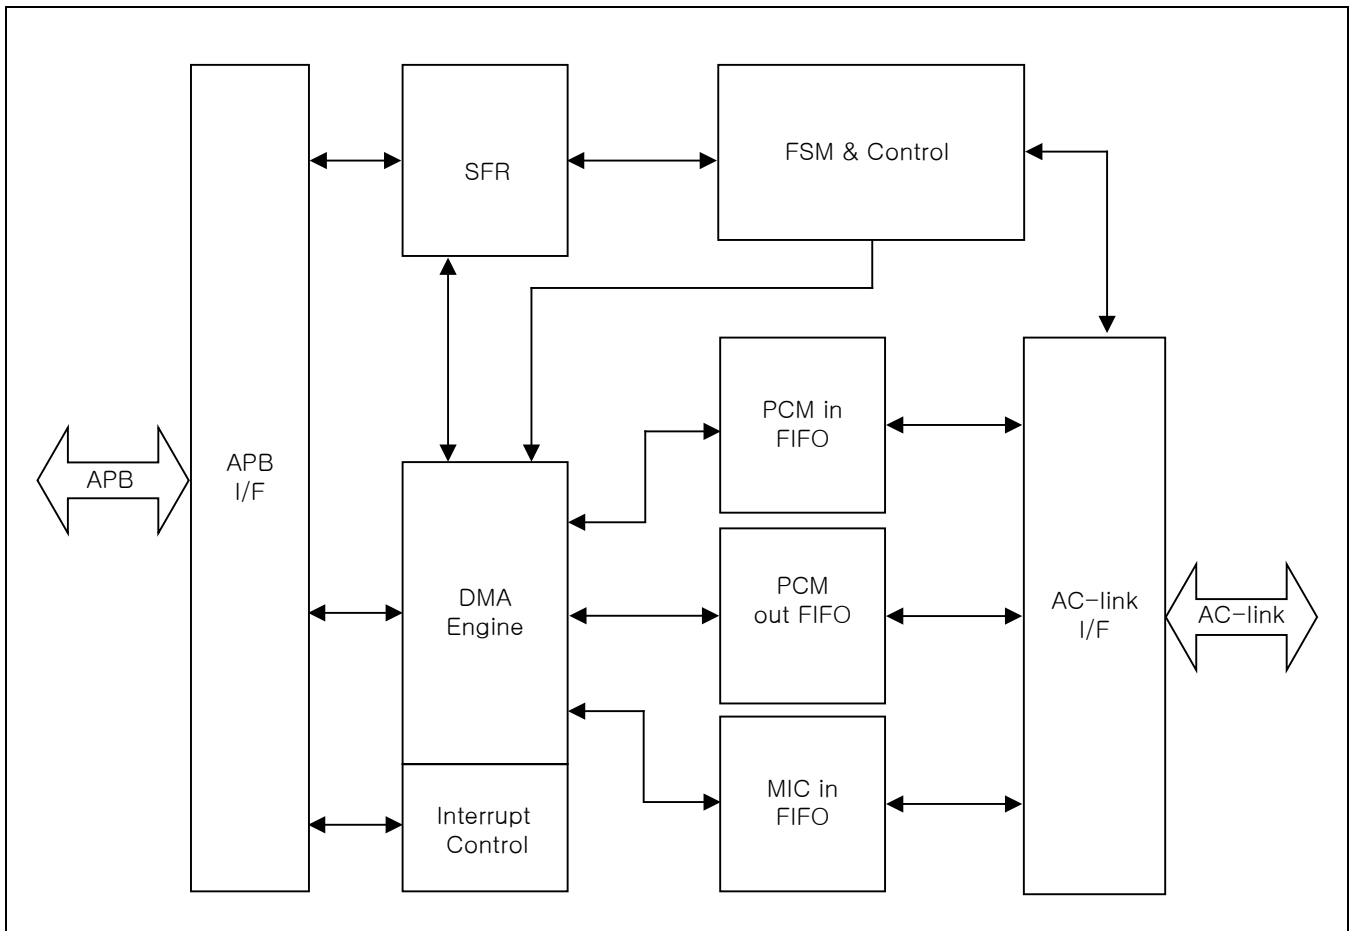 SFR
FSM & Control
PCM in
FIFO
APB
APB
I/F
DMA
Engine
PCM
out FIFO
AC-link
I/F
AC-link
MIC in
FIFO
Interrupt
Control